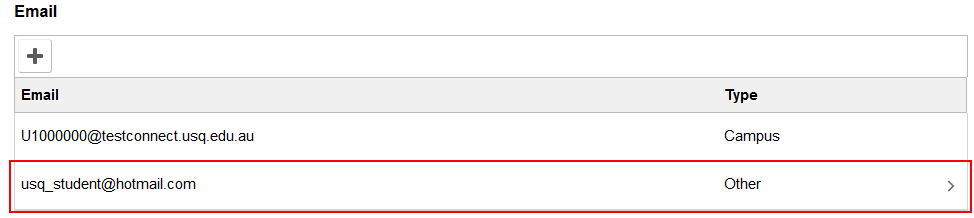 Email
Email Type
U1000000@testconnect.usq.edu.au Campus
usq_student@hotmail.com Other